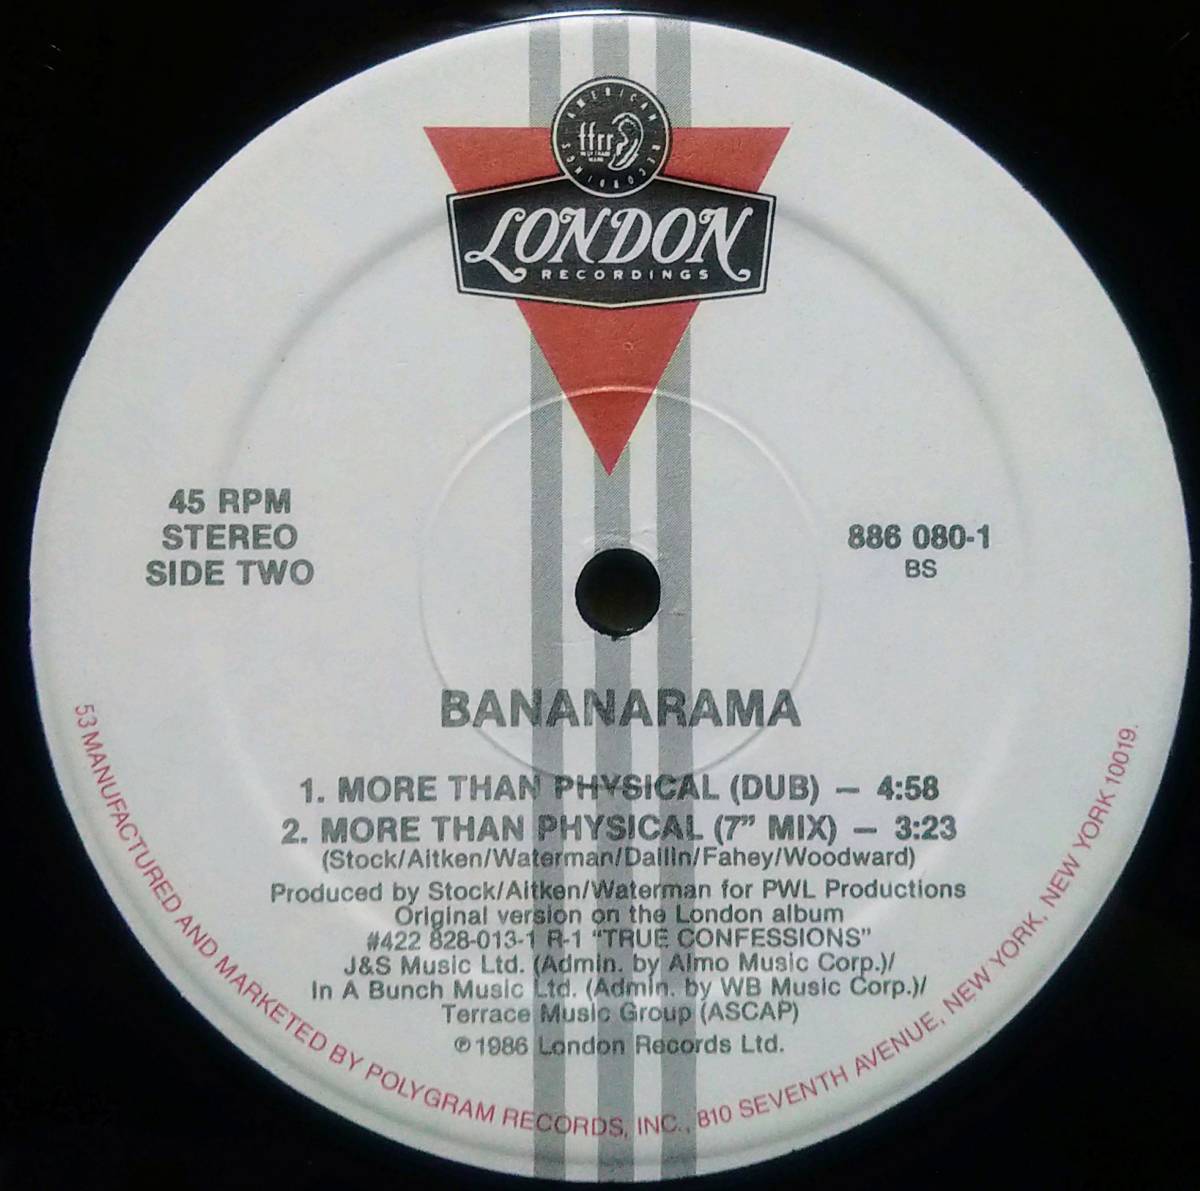 AMERICAN RECORDINGS
ffrr
LONDON
RECORDINGS
45 RPM
STEREO
SIDE TWO
886 080-1
BS
BANANARAMA
1. MORE THAN PHYSICAL (DUB) — 4:58
2. MORE THAN PHYSICAL (7” MIX) — 3:23
(Stock/Aitken/Waterman/Dallin/Fahey/Woodward)
Produced by Stock/Aitken/Waterman for PWL Productions
Original version on the London album
#422 828-013-1 R-1 “TRUE CONFESSIONS”
J&S Music Ltd. (Admin. by Almo Music Corp.)/
In A Bunch Music Ltd. (Admin. by WB Music Corp.)/
Terrace Music Group (ASCAP)
℗1986 London Records Ltd.
53 MANUFACTURED AND MARKETED BY POLYGRAM RECORDS, INC., 810 SEVENTH AVENUE, NEW YORK, NEW YORK 10019.